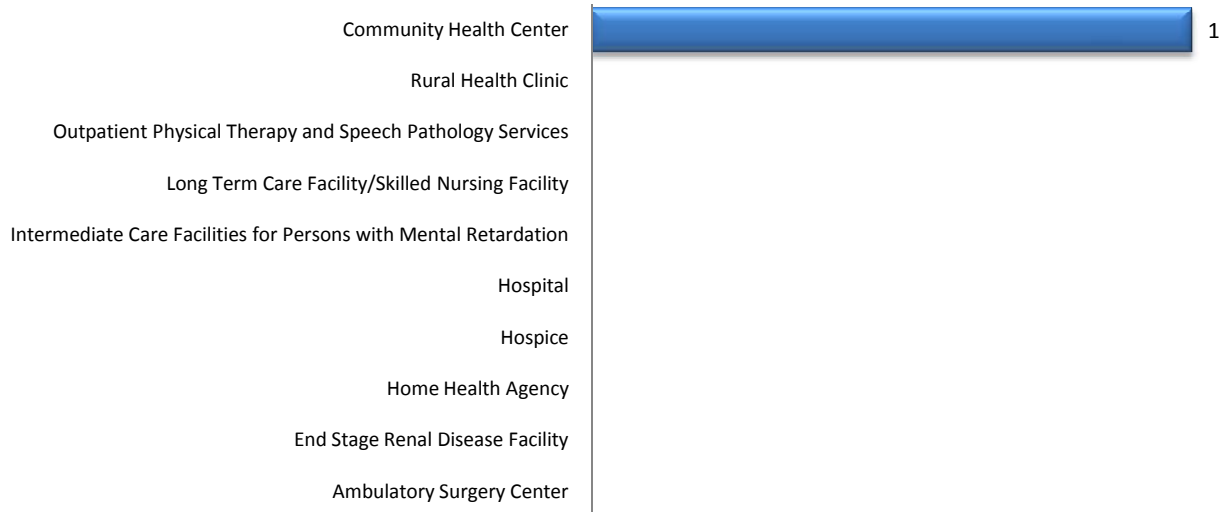 Community Health Center 1
Rural Health Clinic
Outpatient Physical Therapy and Speech Pathology Services
Long Term Care Facility/Skilled Nursing Facility
Intermediate Care Facilities for Persons with Mental Retardation
Hospital
Hospice
Home Health Agency
End Stage Renal Disease Facility
Ambulatory Surgery Center